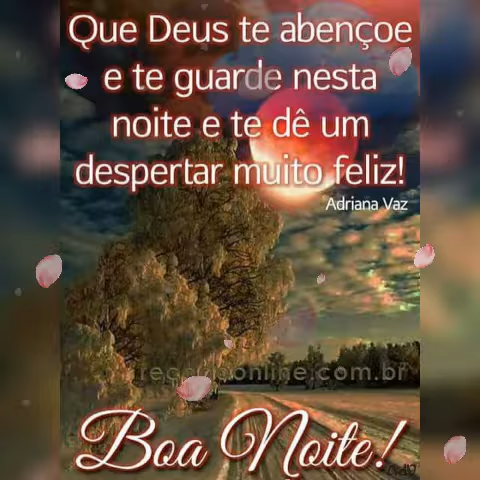 Que Deus te abençoe
e te guarde nesta
noite e te dê um
despertar muito feliz!
Adriana Vaz
Boa Noite!